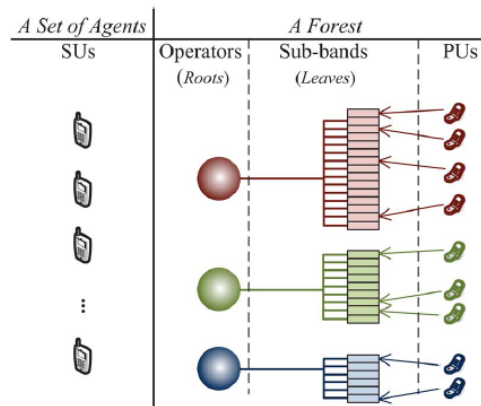 A Set of Agents
A Forest
SUs
Operators
(Roots)
Sub-bands
(Leaves)
PUs
...